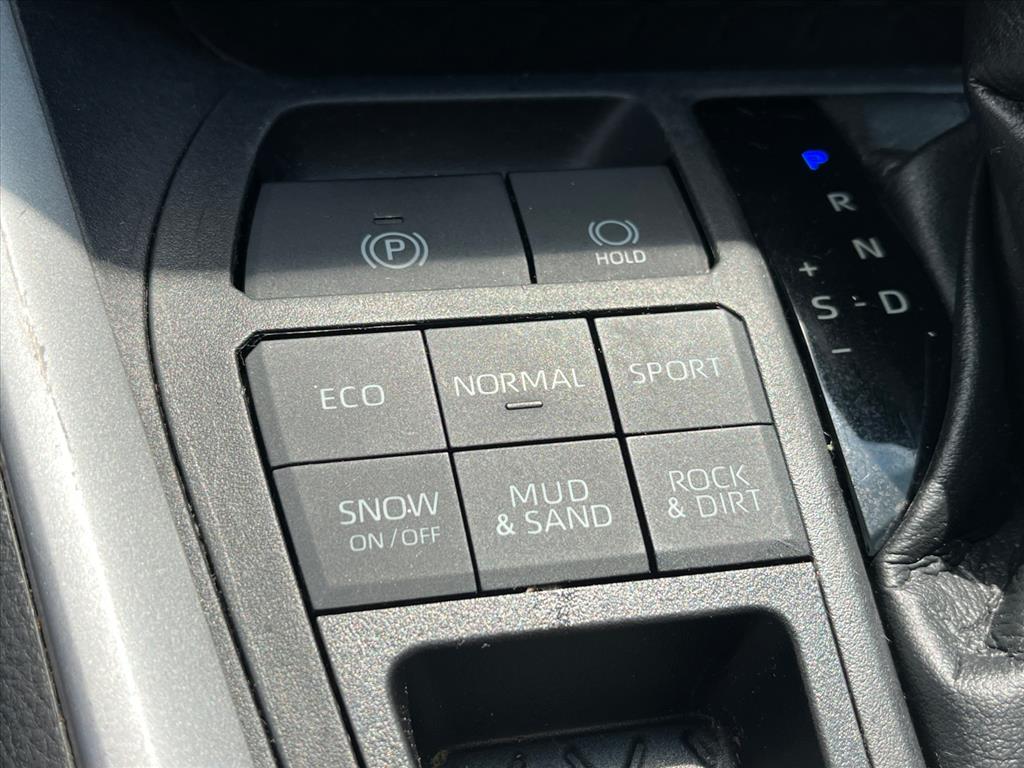 P
HOLD
P
R
N
+
S - D
–
ECO
NORMAL
SPORT
SNOW
ON/OFF
MUD
& SAND
ROCK
& DIRT